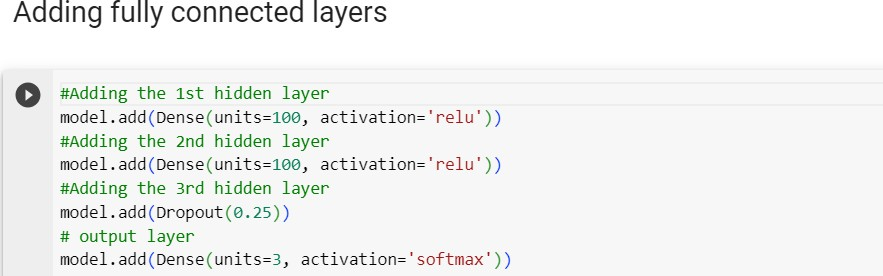 Adding fully connected layers
#Adding the 1st hidden layer
model.add(Dense(units=100, activation='relu'))
#Adding the 2nd hidden layer
model.add(Dense(units=100, activation='relu'))
#Adding the 3rd hidden layer
model.add(Dropout(0.25))
# output layer
model.add(Dense(units=3, activation='softmax'))